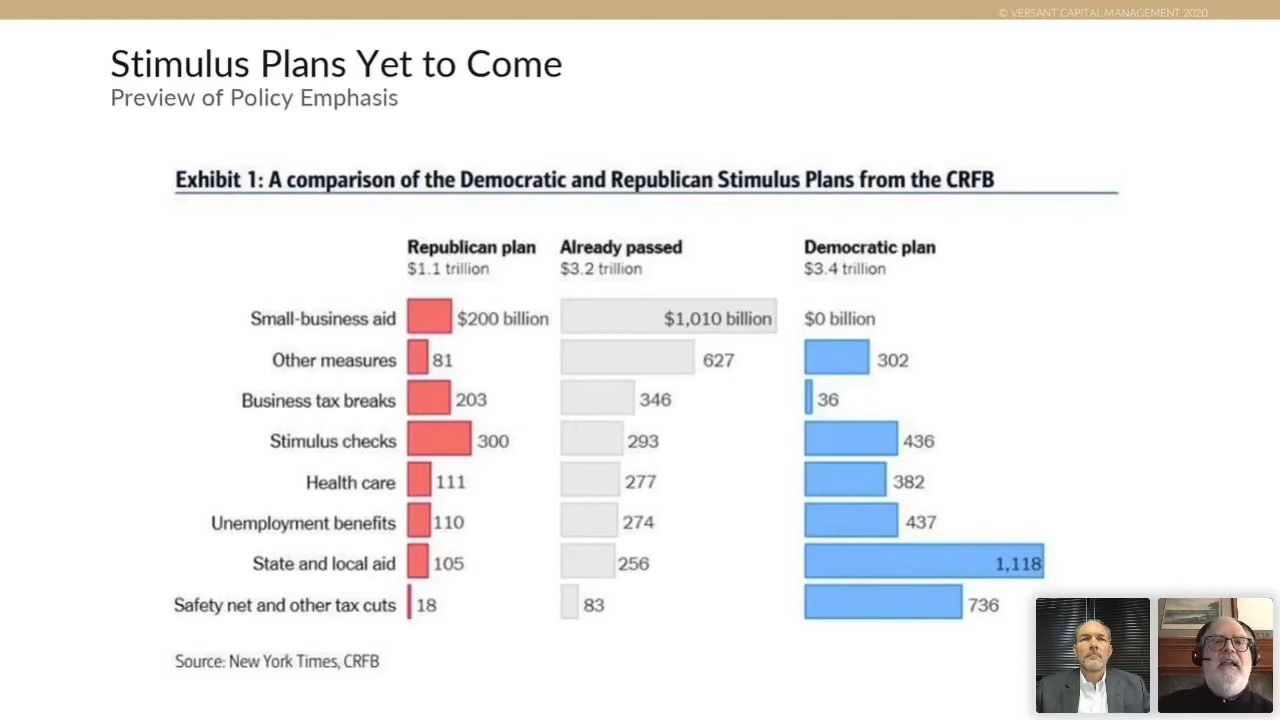 © VERSANT CAPITAL MANAGEMENT 2020
Stimulus Plans Yet to Come
Preview of Policy Emphasis
Exhibit 1: A comparison of the Democratic and Republican Stimulus Plans from the CRFB
Republican plan Already passed Democratic plan
$1.1 trillion $3.2 trillion $3.4 trillion
Small-business aid $200 billion $1,010 billion $0 billion
Other measures 81 627 302
Business tax breaks 203 346 36
Stimulus checks 300 293 436
Health care 111 277 382
Unemployment benefits 110 274 437
State and local aid 105 256 1,118
Safety net and other tax cuts 18 83 736
Source: New York Times, CRFB